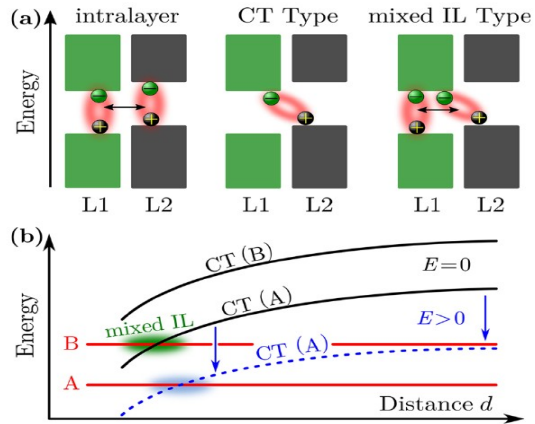 (a) intralayer CT Type mixed IL Type
Energy
L1 L2 L1 L2 L1 L2
(b)
CT (B)
E=0
CT (A)
mixed IL
E>0
B
CT (A)
A
Energy
Distance d